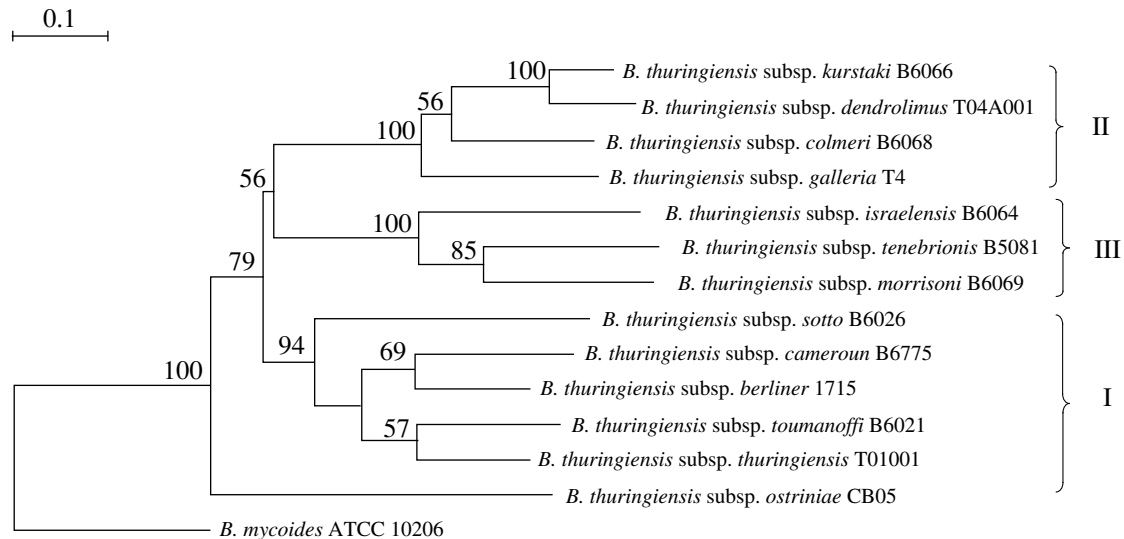 0.1
100
B. thuringiensis subsp. kurstaki B6066
56
B. thuringiensis subsp. dendrolimus T04A001
II
100
B. thuringiensis subsp. colmeri B6068
56
B. thuringiensis subsp. galleria T4
100
B. thuringiensis subsp. israelensis B6064
85
B. thuringiensis subsp. tenebrionis B5081
III
79
B. thuringiensis subsp. morrisoni B6069
94
B. thuringiensis subsp. sotto B6026
69
B. thuringiensis subsp. cameroun B6775
100
B. thuringiensis subsp. berliner 1715
I
57
B. thuringiensis subsp. toumanoffi B6021
B. thuringiensis subsp. thuringiensis T01001
B. thuringiensis subsp. ostriniae CB05
B. mycoides ATCC 10206